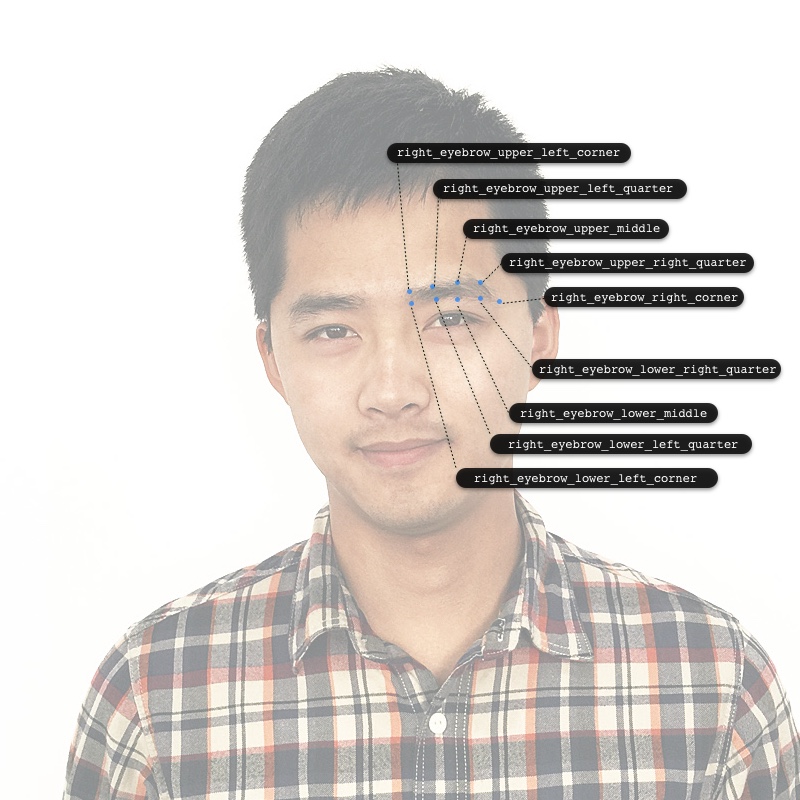 right_eyebrow_upper_left_corner
right_eyebrow_upper_left_quarter
right_eyebrow_upper_middle
right_eyebrow_upper_right_quarter
right_eyebrow_right_corner
right_eyebrow_lower_right_quarter
right_eyebrow_lower_middle
right_eyebrow_lower_left_quarter
right_eyebrow_lower_left_corner